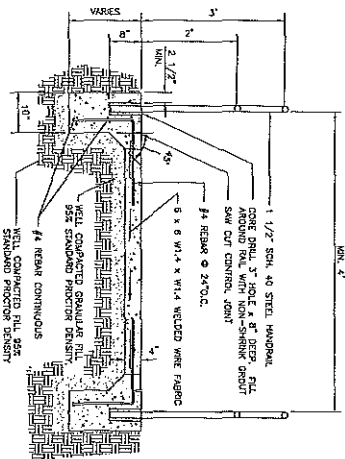 VARIES
3'
8"
2"
2 1/2"
MIN.
10"
45°
MIN. 4'
1 1/2" SCH. 40 STEEL HANDRAIL
CORE DRILL 3" HOLE x 8" DEEP, FILL
AROUND RAIL WITH NON-SHRINK GROUT
SAW CUT CONTROL JOINT
#4 REBAR @ 24"O.C.
6 x 6 W1.4 x W1.4 WELDED WIRE FABRIC
4"
WELL COMPACTED GRANULAR FILL
95% STANDARD PROCTOR DENSITY
#4 REBAR CONTINUOUS
WELL COMPACTED FILL 95%
STANDARD PROCTOR DENSITY